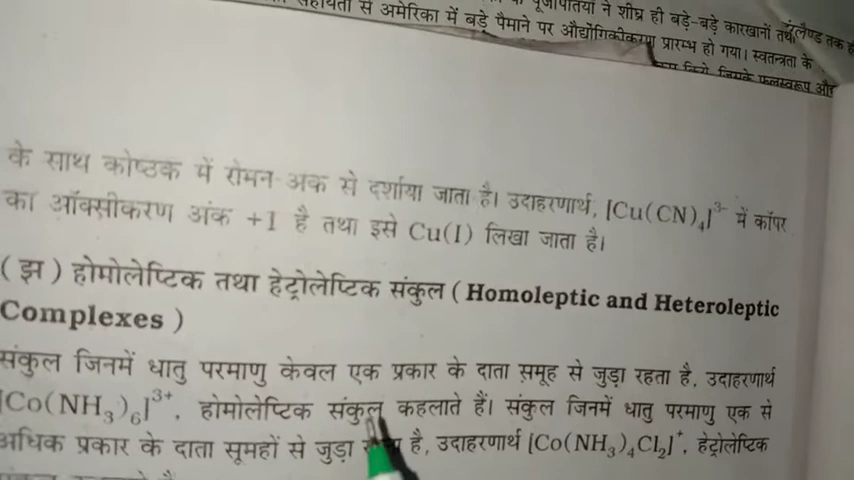 सहायता से अमेरिका में बड़े पैमाने पर औद्योगिकीकरण प्रारम्भ हो गया। स्वतन्त्रता के
पूंजीपतियों ने शीघ्र ही बड़े-बड़े कारखानों तथा
तक
फलस्वरूप
के साथ कोष्ठक में रोमन अंक से दर्शाया जाता है। उदाहरणार्थ, [Cu(CN)₄]³⁻ में कॉपर
का ऑक्सीकरण अंक +1 है तथा इसे Cu(I) लिखा जाता है।
( झ ) होमोलेप्टिक तथा हेट्रोलेप्टिक संकुल ( Homoleptic and Heteroleptic
Complexes )
संकुल जिनमें धातु परमाणु केवल एक प्रकार के दाता समूह से जुड़ा रहता है, उदाहरणार्थ
[Co(NH₃)₆]³⁺, होमोलेप्टिक संकुल कहलाते हैं। संकुल जिनमें धातु परमाणु एक से
अधिक प्रकार के दाता सूमहों से जुड़ा है, उदाहरणार्थ [Co(NH₃)₄Cl₂]⁺, हेट्रोलेप्टिक